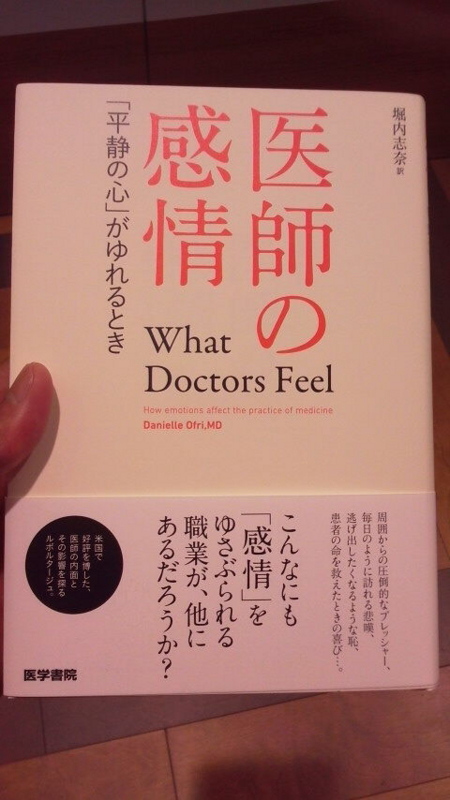 堀内志奈 訳
医師の
感情
「平静の心」がゆれるとき
What
Doctors Feel
How emotions affect the practice of medicine
Danielle Ofri,MD
周囲からの圧倒的なプレッシャー、
毎日のように訪れる悲嘆、
逃げ出したくなるような恥、
患者の命を救えたときの喜び…。
こんなにも
「感情」を
ゆさぶられる
職業が、他に
あるだろうか?
米国で
好評を博した、
医師の内面と
その影響を探る
ルポルタージュ。
医学書院